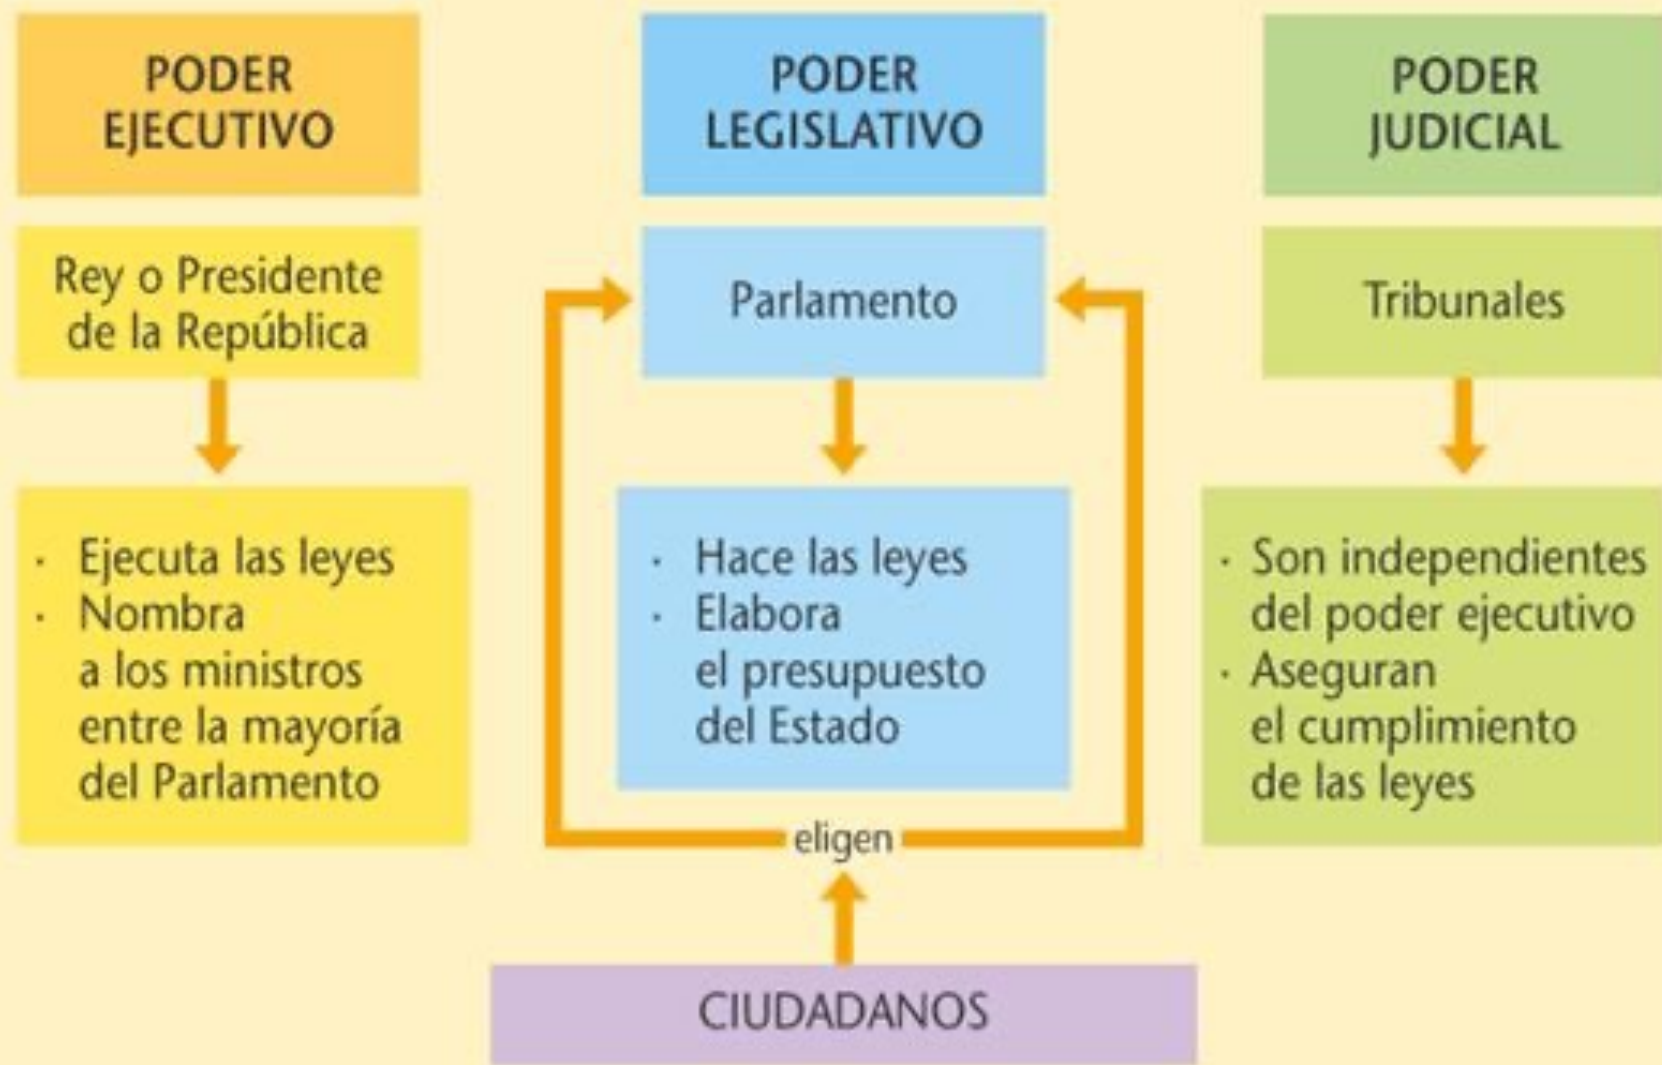 PODER
EJECUTIVO
Rey o Presidente
de la República
· Ejecuta las leyes
· Nombra
a los ministros
entre la mayoría
del Parlamento
PODER
LEGISLATIVO
Parlamento
· Hace las leyes
· Elabora
el presupuesto
del Estado
eligen
PODER
JUDICIAL
Tribunales
· Son independientes
del poder ejecutivo
· Aseguran
el cumplimiento
de las leyes
CIUDADANOS